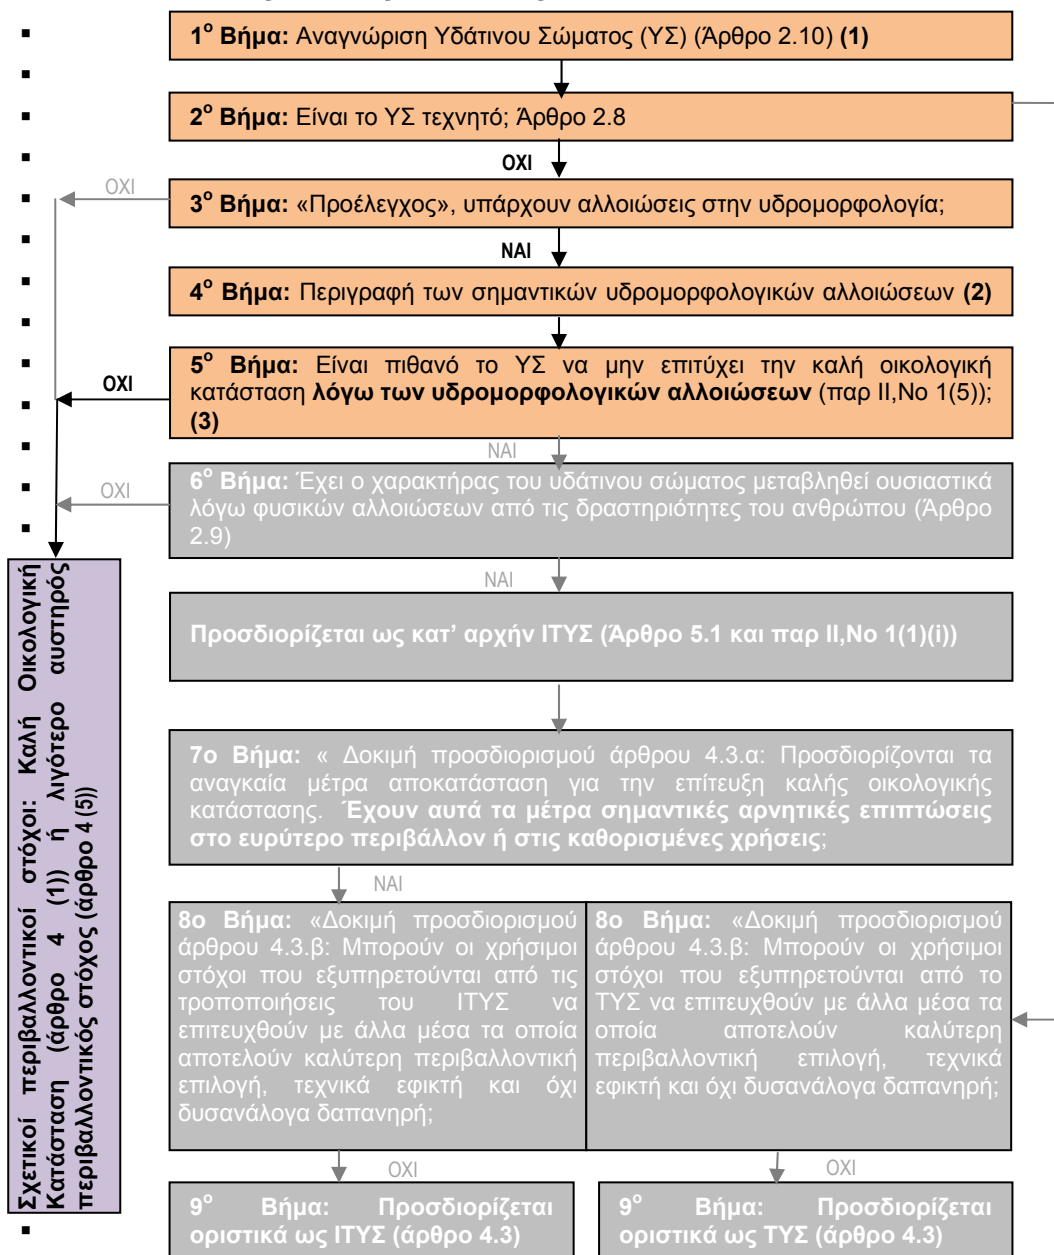 1ο Βήμα: Αναγνώριση Υδάτινου Σώματος (ΥΣ) (Άρθρο 2.10) (1)
2ο Βήμα: Είναι το ΥΣ τεχνητό; Άρθρο 2.8
ΟΧΙ
ΟΧΙ
3ο Βήμα: «Προέλεγχος», υπάρχουν αλλοιώσεις στην υδρομορφολογία;
ΝΑΙ
4ο Βήμα: Περιγραφή των σημαντικών υδρομορφολογικών αλλοιώσεων (2)
5ο Βήμα: Είναι πιθανό το ΥΣ να μην επιτύχει την καλή οικολογική
κατάσταση λόγω των υδρομορφολογικών αλλοιώσεων (παρ ΙΙ,Νο 1(5));
(3)
ΟΧΙ
ΝΑΙ
6ο Βήμα: Έχει ο χαρακτήρας του υδάτινου σώματος μεταβληθεί ουσιαστικά
λόγω φυσικών αλλοιώσεων από τις δραστηριότητες του ανθρώπου (Άρθρο
2.9)
ΟΧΙ
ΝΑΙ
Προσδιορίζεται ως κατ’ αρχήν ΙΤΥΣ (Άρθρο 5.1 και παρ ΙΙ,Νο 1(1)(i))
7ο Βήμα: « Δοκιμή προσδιορισμού άρθρου 4.3.α: Προσδιορίζονται τα
αναγκαία μέτρα αποκατάσταση για την επίτευξη καλής οικολογικής
κατάστασης. Έχουν αυτά τα μέτρα σημαντικές αρνητικές επιπτώσεις
στο ευρύτερο περιβάλλον ή στις καθορισμένες χρήσεις;
ΝΑΙ
8ο Βήμα: «Δοκιμή προσδιορισμού
άρθρου 4.3.β: Μπορούν οι χρήσιμοι
στόχοι που εξυπηρετούνται από τις
τροποποιήσεις του ΙΤΥΣ να
επιτευχθούν με άλλα μέσα τα οποία
αποτελούν καλύτερη περιβαλλοντική
επιλογή, τεχνικά εφικτή και όχι
δυσανάλογα δαπανηρή;
8ο Βήμα: «Δοκιμή προσδιορισμού
άρθρου 4.3.β: Μπορούν οι χρήσιμοι
στόχοι που εξυπηρετούνται από το
ΤΥΣ να επιτευχθούν με άλλα μέσα τα
οποία αποτελούν καλύτερη
περιβαλλοντική επιλογή, τεχνικά
εφικτή και όχι δυσανάλογα δαπανηρή;
ΟΧΙ
ΟΧΙ
9ο Βήμα: Προσδιορίζεται
οριστικά ως ΙΤΥΣ (άρθρο 4.3)
9ο Βήμα: Προσδιορίζεται
οριστικά ως ΤΥΣ (άρθρο 4.3)
Σχετικοί περιβαλλοντικοί στόχοι: Καλή Οικολογική
Κατάσταση (άρθρο 4 (1)) ή λιγότερο αυστηρός
περιβαλλοντικός στόχος (άρθρο 4 (5))